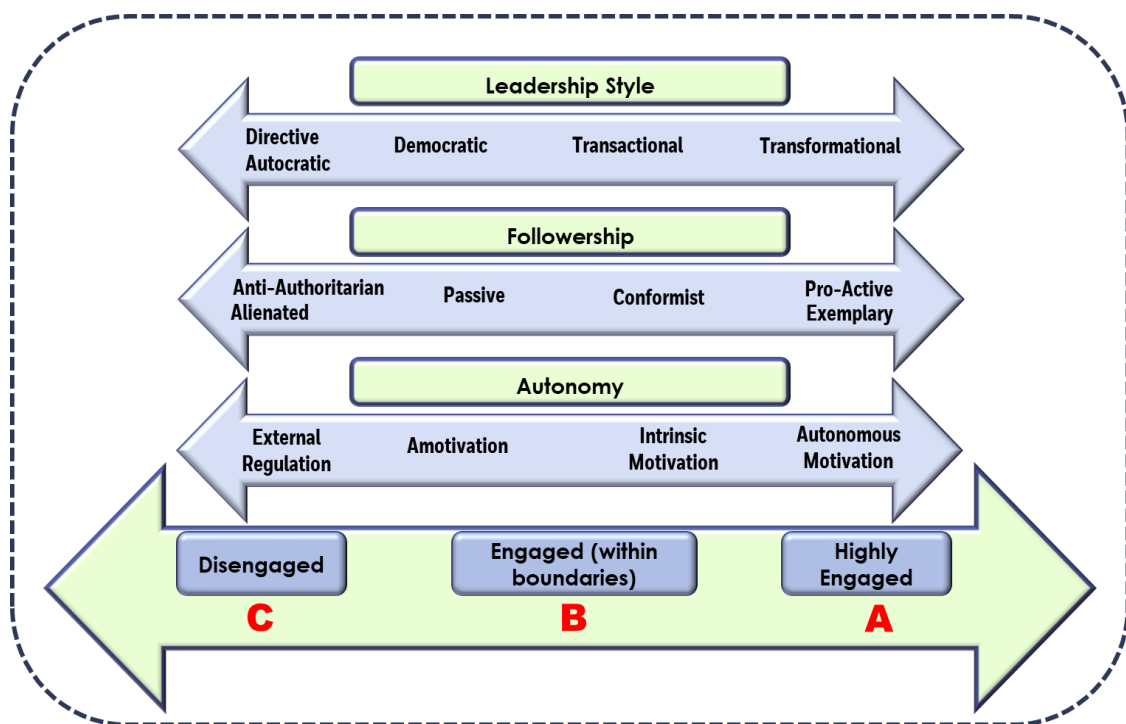 Leadership Style
Directive
Autocratic
Democratic
Transactional
Transformational
Followership
Anti-Authoritarian
Alienated
Passive
Conformist
Pro-Active
Exemplary
Autonomy
External
Regulation
Amotivation
Intrinsic
Motivation
Autonomous
Motivation
Disengaged
Engaged (within
boundaries)
Highly
Engaged
C
B
A